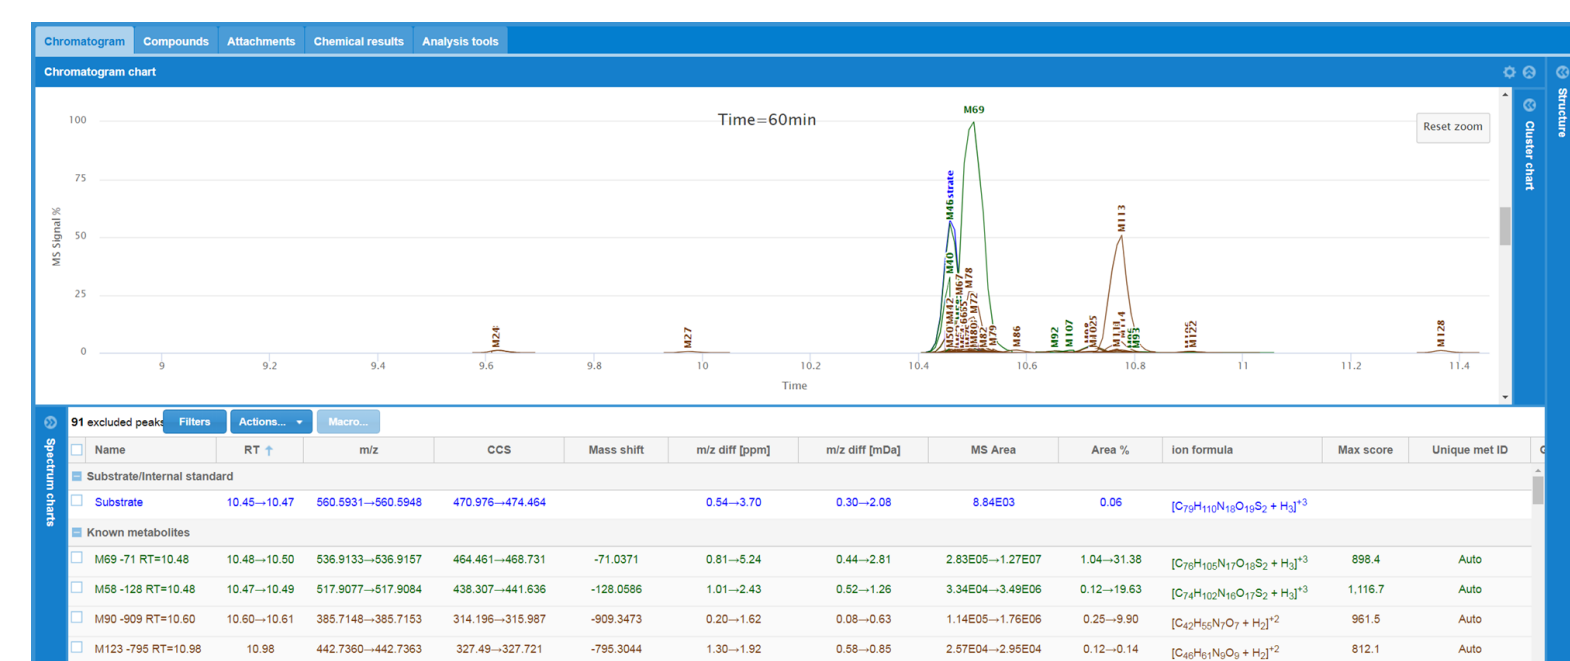 Chromatogram Compounds Attachments Chemical results Analysis tools
Chromatogram chart
Structure
Cluster chart
Time=60min
Reset zoom
MS Signal %
100
75
50
25
0
M69
strate
M46
M113
M40
M67
M78
M42
M72
M79
M24
M27
M86
M92
M107
M122
M128
9 9.2 9.4 9.6 9.8 10 10.2 10.4 10.6 10.8 11 11.2 11.4
Time
Spectrum charts
91 excluded peaks Filters Actions... Macro...
Name RT ↑ m/z CCS Mass shift m/z diff [ppm] m/z diff [mDa] MS Area Area % ion formula Max score Unique met ID
Substrate/Internal standard
Substrate 10.45→10.47 560.5931→560.5948 470.976→474.464 0.54→3.70 0.30→2.08 8.84E03 0.06 [C79H110N18O19S2 + H3]+3
Known metabolites
M69 -71 RT=10.48 10.48→10.50 536.9133→536.9157 464.461→468.731 -71.0371 0.81→5.24 0.44→2.81 2.83E05→1.27E07 1.04→31.38 [C76H105N17O18S2 + H3]+3 898.4 Auto
M58 -128 RT=10.48 10.47→10.49 517.9077→517.9084 438.307→441.636 -128.0586 1.01→2.43 0.52→1.26 3.34E04→3.49E06 0.12→19.63 [C74H102N16O17S2 + H3]+3 1,116.7 Auto
M90 -909 RT=10.60 10.60→10.61 385.7148→385.7153 314.196→315.987 -909.3473 0.20→1.62 0.08→0.63 1.14E05→1.76E06 0.25→9.90 [C42H55N7O7 + H2]+2 961.5 Auto
M123 -795 RT=10.98 10.98 442.7360→442.7363 327.49→327.721 -795.3044 1.30→1.92 0.58→0.85 2.57E04→2.95E04 0.12→0.14 [C46H61N9O9 + H2]+2 812.1 Auto